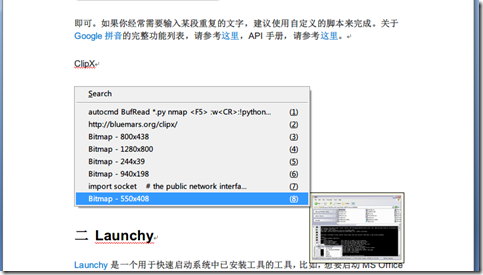 即可。如果你经常需要输入某段重复的文字，建议使用自定义的脚本来完成。关于
Google 拼音的完整功能列表，请参考这里，API 手册，请参考这里。
ClipX
Search
autocmd BufRead *.py nmap <F5> :w<CR>:!python... (1)
http://bluemars.org/clipx/ (2)
Bitmap - 800x438 (3)
Bitmap - 1280x800 (4)
Bitmap - 244x39 (5)
Bitmap - 940x198 (6)
import socket # the public network interfa... (7)
Bitmap - 550x408 (8)
二 Launchy
Launchy 是一个用于快速启动系统中已安装工具的工具，比如，想要启动 MS Office